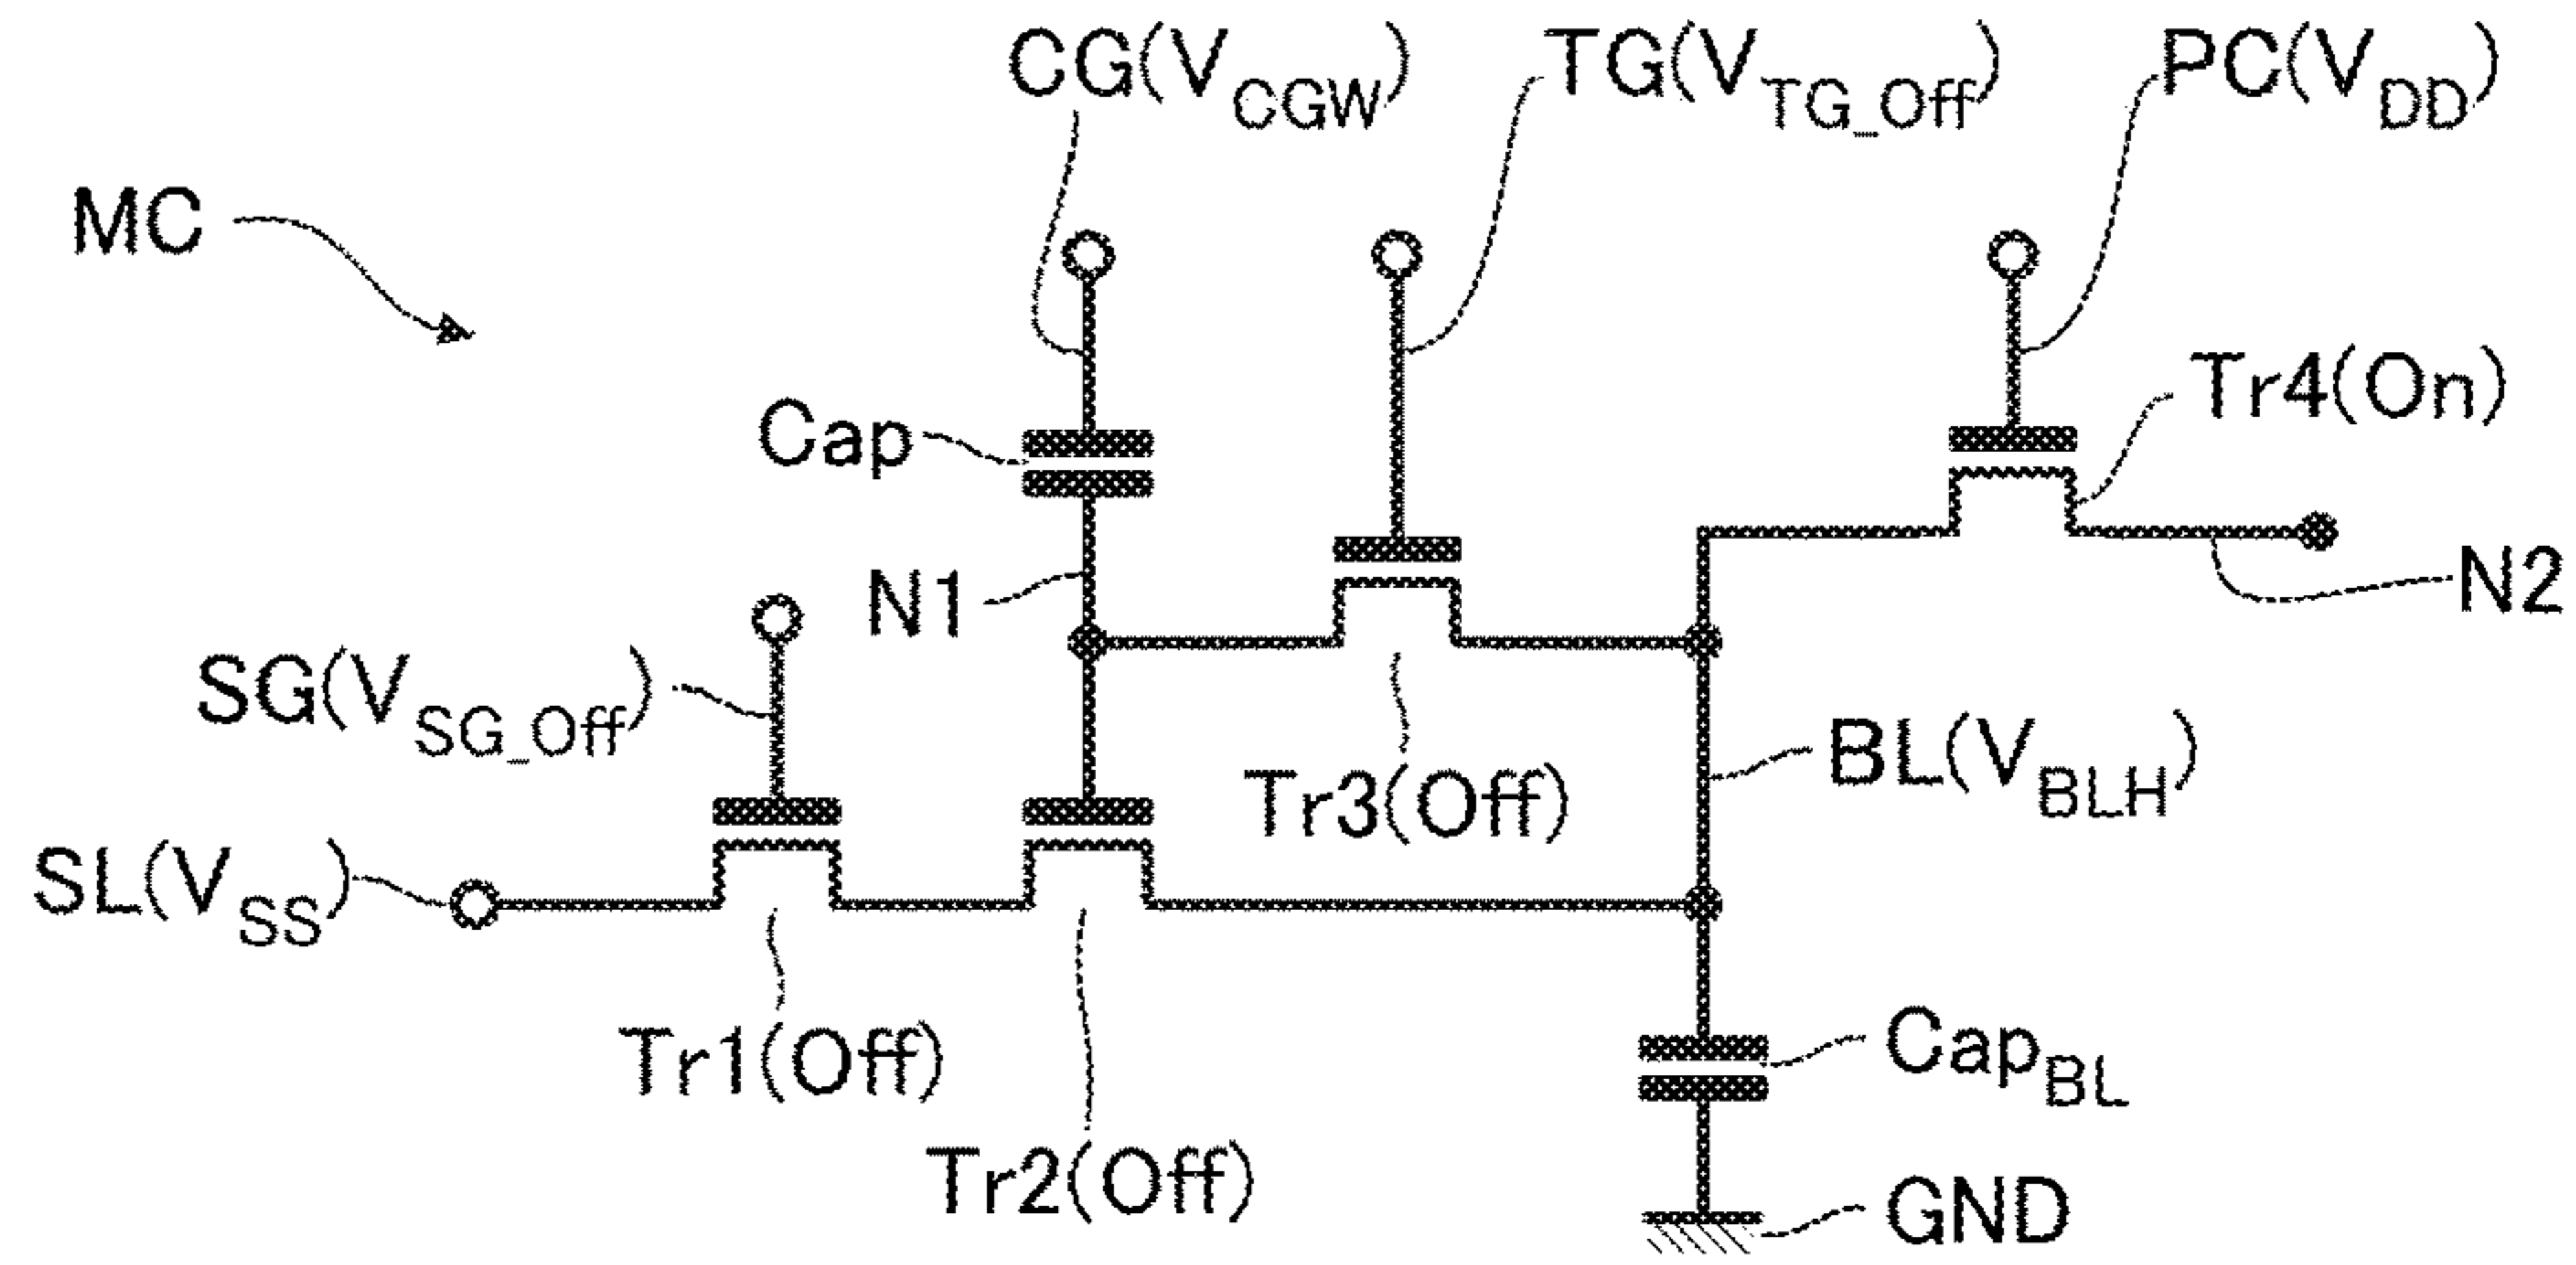 CG(V_CGW)
TG(V_TG_Off)
PC(V_DD)
MC
Tr4(On)
Cap
N1
N2
SG(V_SG_Off)
BL(V_BLH)
Tr3(Off)
SL(V_SS)
Tr1(Off)
Cap_BL
Tr2(Off)
GND